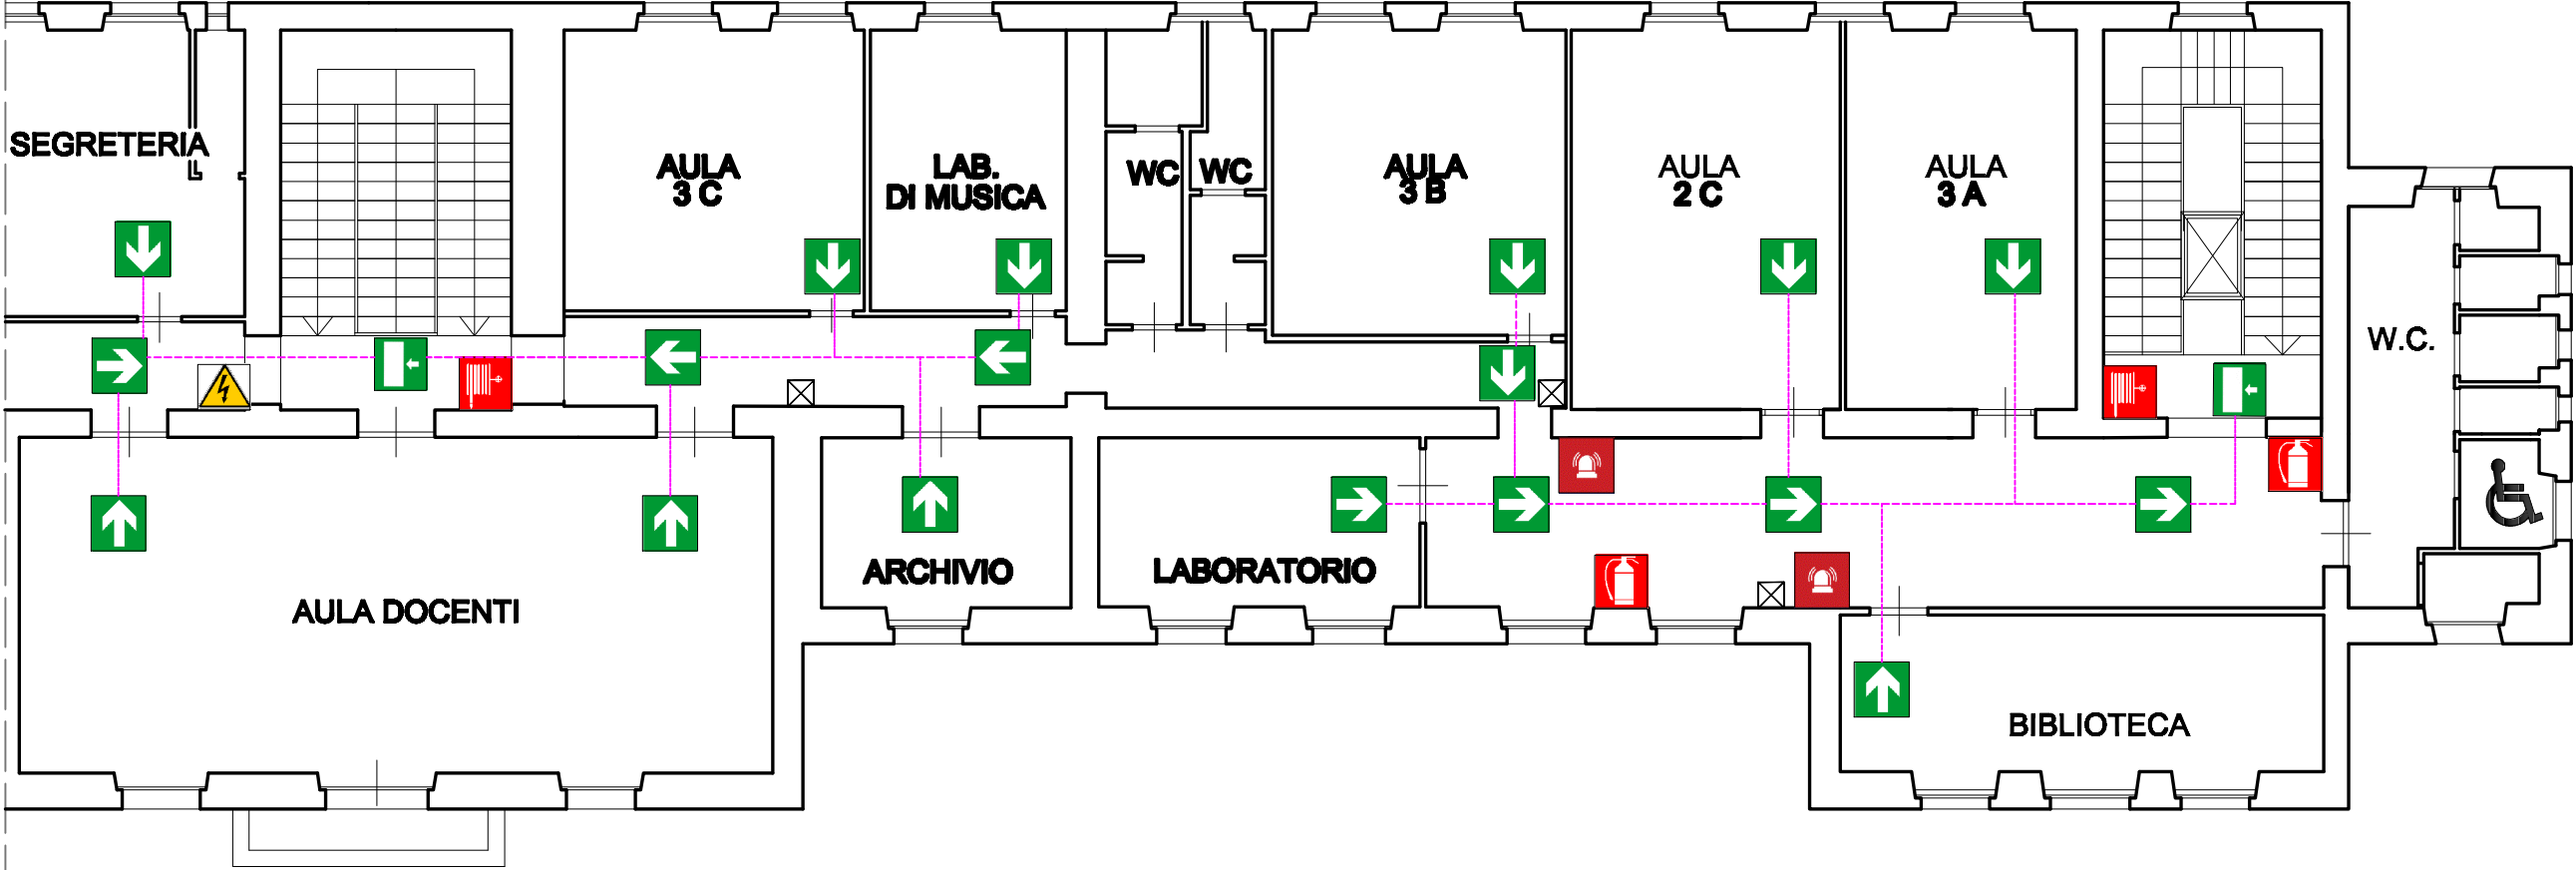 SEGRETERIA
AULA
3 C
LAB.
DI MUSICA
WC
WC
AULA
3 B
AULA
2 C
AULA
3 A
W.C.
AULA DOCENTI
ARCHIVIO
LABORATORIO
BIBLIOTECA